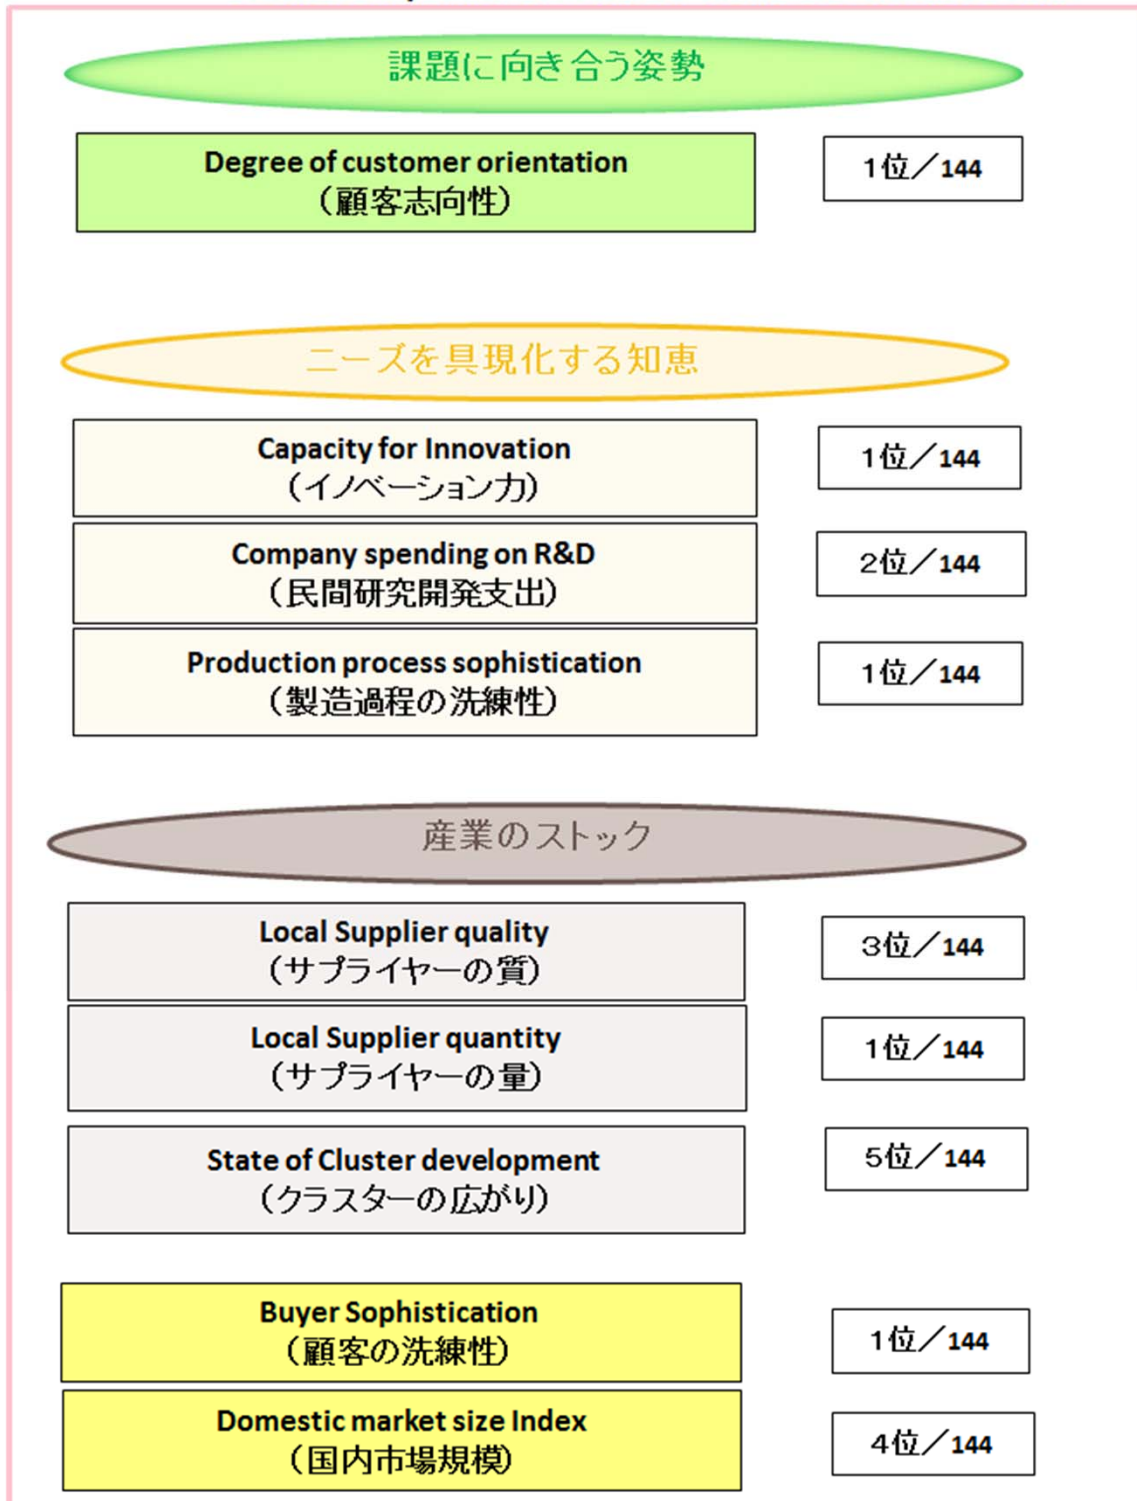 課題に向き合う姿勢
Degree of customer orientation
（顧客志向性）
1位／144
ニーズを具現化する知恵
Capacity for Innovation
（イノベーション力）
1位／144
Company spending on R&D
（民間研究開発支出）
2位／144
Production process sophistication
（製造過程の洗練性）
1位／144
産業のストック
Local Supplier quality
（サプライヤーの質）
3位／144
Local Supplier quantity
（サプライヤーの量）
1位／144
State of Cluster development
（クラスターの広がり）
5位／144
Buyer Sophistication
（顧客の洗練性）
1位／144
Domestic market size Index
（国内市場規模）
4位／144